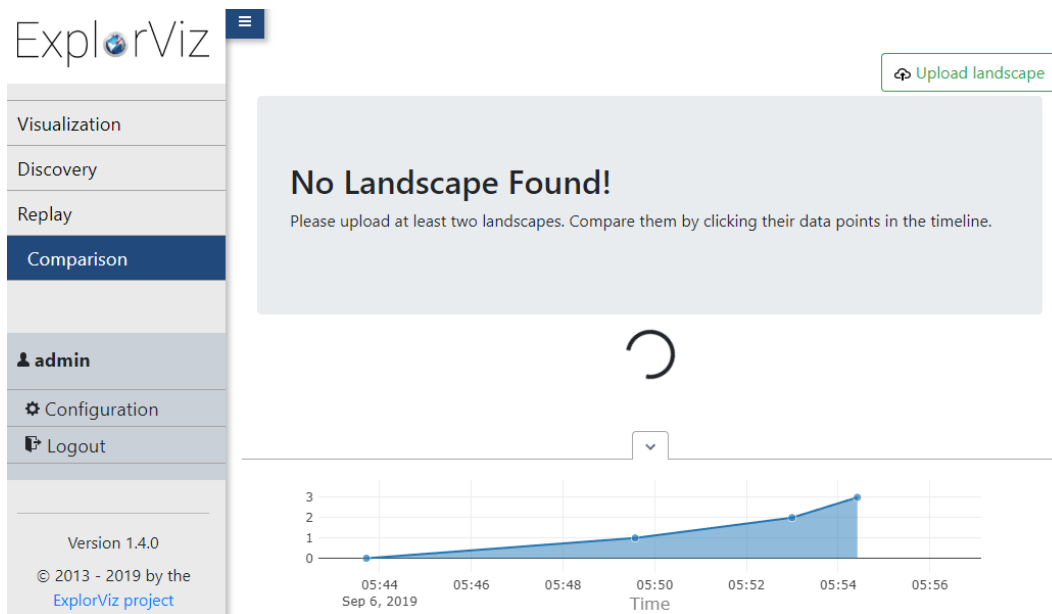 ExplorViz
Visualization
Discovery
Replay
Comparison
admin
Configuration
Logout
Version 1.4.0
© 2013 - 2019 by the
ExplorViz project
Upload landscape
No Landscape Found!
Please upload at least two landscapes. Compare them by clicking their data points in the timeline.
3
2
1
0
05:44 05:46 05:48 05:50 05:52 05:54 05:56
Sep 6, 2019
Time